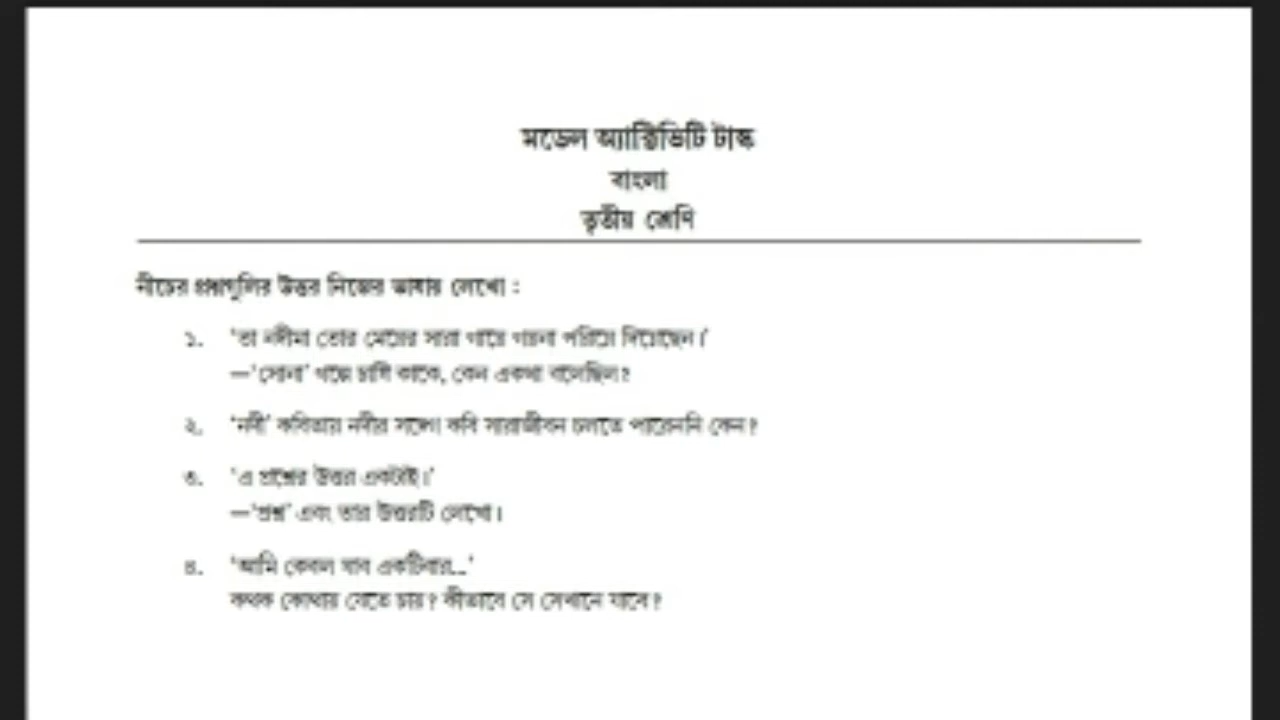 মডেল অ্যাক্টিভিটি টাস্ক
বাংলা
তৃতীয় শ্রেণি
নীচের প্রশ্নগুলির উত্তর নিজের ভাষায় লেখো :
১. 'তা নদীমা তোর মেয়ের সারা গায়ে গয়না পরিয়ে দিয়েছেন।'
—'সোনা' গল্পে চাষি কাকে, কেন একথা বলেছিল?
২. 'নদী' কবিতায় নদীর সঙ্গে কবি সারাজীবন চলতে পারেননি কেন?
৩. 'এ প্রশ্নের উত্তর একটাই।'
—'প্রশ্ন' এবং তার উত্তরটি লেখো।
৪. 'আমি কেবল যাব একটিবার...'
কথক কোথায় যেতে চায়? কীভাবে সে সেখানে যাবে?